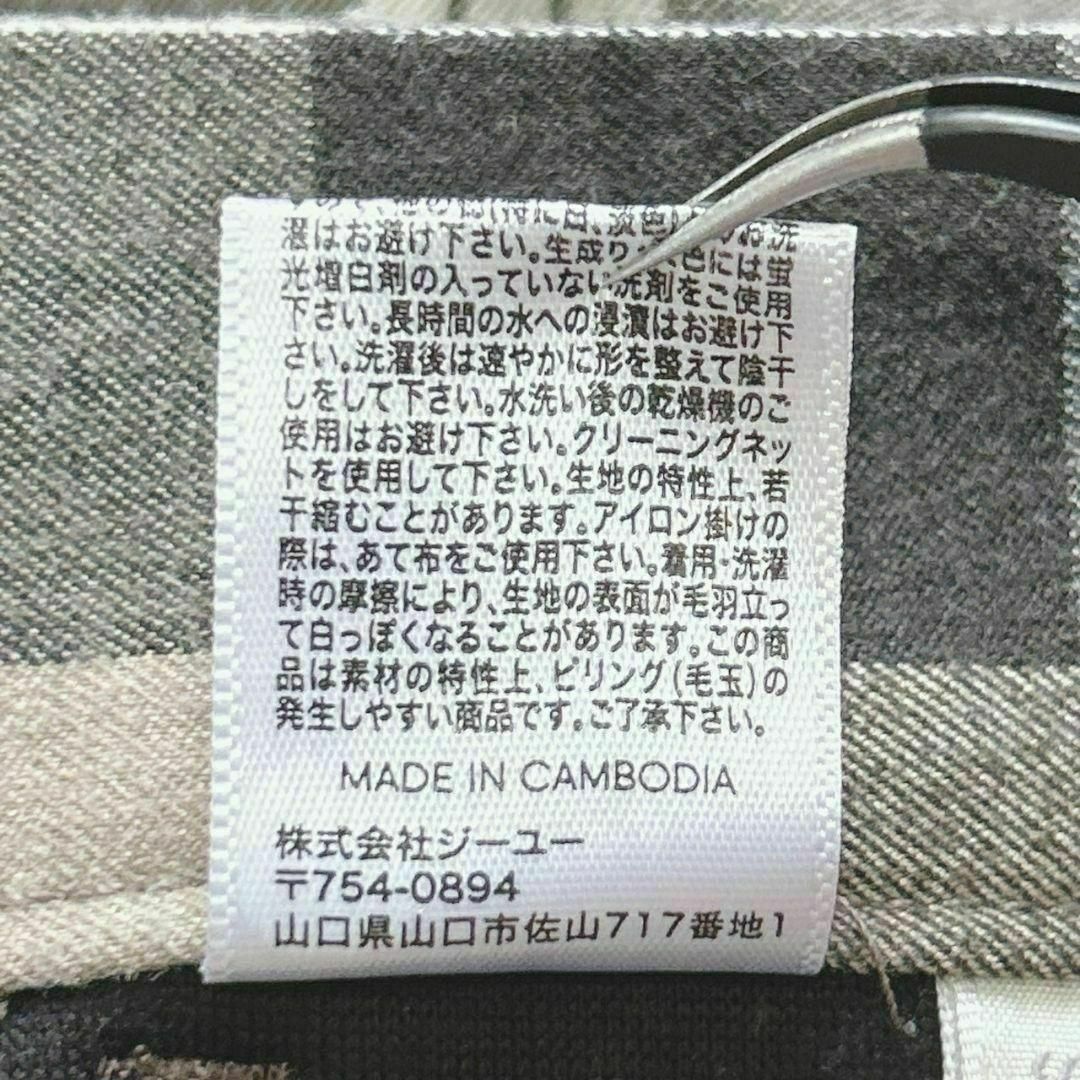 濯はお避け下さい。生成り・淡色には蛍
光増白剤の入っていない洗剤をご使用
下さい。長時間の水への浸漬はお避け下
さい。洗濯後は速やかに形を整えて陰干
しをして下さい。水洗い後の乾燥機のご
使用はお避け下さい。クリーニングネッ
トを使用して下さい。生地の特性上、若
干縮むことがあります。アイロン掛けの
際は、あて布をご使用下さい。着用・洗濯
時の摩擦により、生地の表面が毛羽立っ
て白っぽくなることがあります。この商
品は素材の特性上、ピリング(毛玉)の
発生しやすい商品です。ご了承下さい。
MADE IN CAMBODIA
株式会社ジーユー
〒754-0894
山口県山口市佐山717番地1